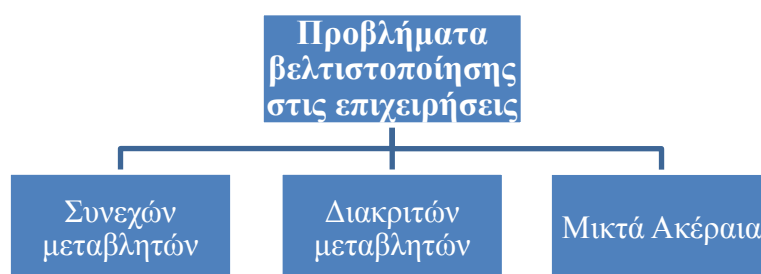 Προβλήματα
βελτιστοποίησης
στις επιχειρήσεις
Συνεχών
μεταβλητών
Διακριτών
μεταβλητών
Μικτά Ακέραια